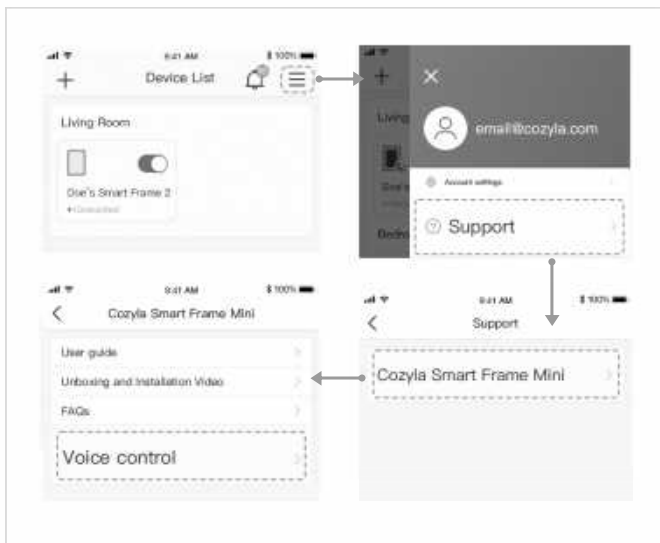 9:41 AM
100%
Device List
Living Room
Dse's Smart Frame 2
Connected
email@cozyla.com
Account settings
Support
9:41 AM
100%
Cozyla Smart Frame Mini
User guide
Unboxing and Installation Video
FAQs
Voice control
9:41 AM
100%
Support
Cozyla Smart Frame Mini